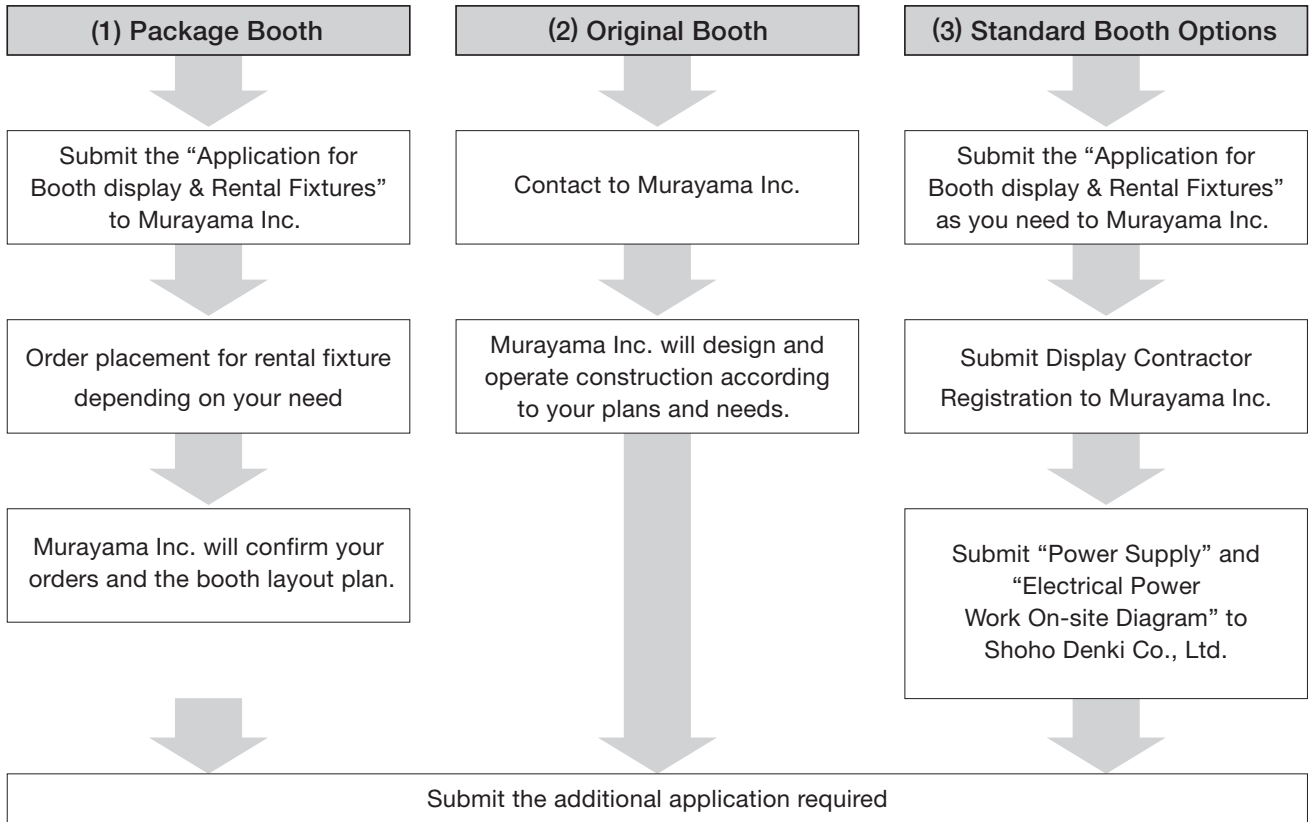 (1) Package Booth
Submit the “Application for
Booth display & Rental Fixtures”
to Murayama Inc.
Order placement for rental fixture
depending on your need
Murayama Inc. will confirm your
orders and the booth layout plan.
(2) Original Booth
Contact to Murayama Inc.
Murayama Inc. will design and
operate construction according
to your plans and needs.
(3) Standard Booth Options
Submit the “Application for
Booth display & Rental Fixtures”
as you need to Murayama Inc.
Submit Display Contractor
Registration to Murayama Inc.
Submit “Power Supply” and
“Electrical Power
Work On-site Diagram” to
Shoho Denki Co., Ltd.
Submit the additional application required